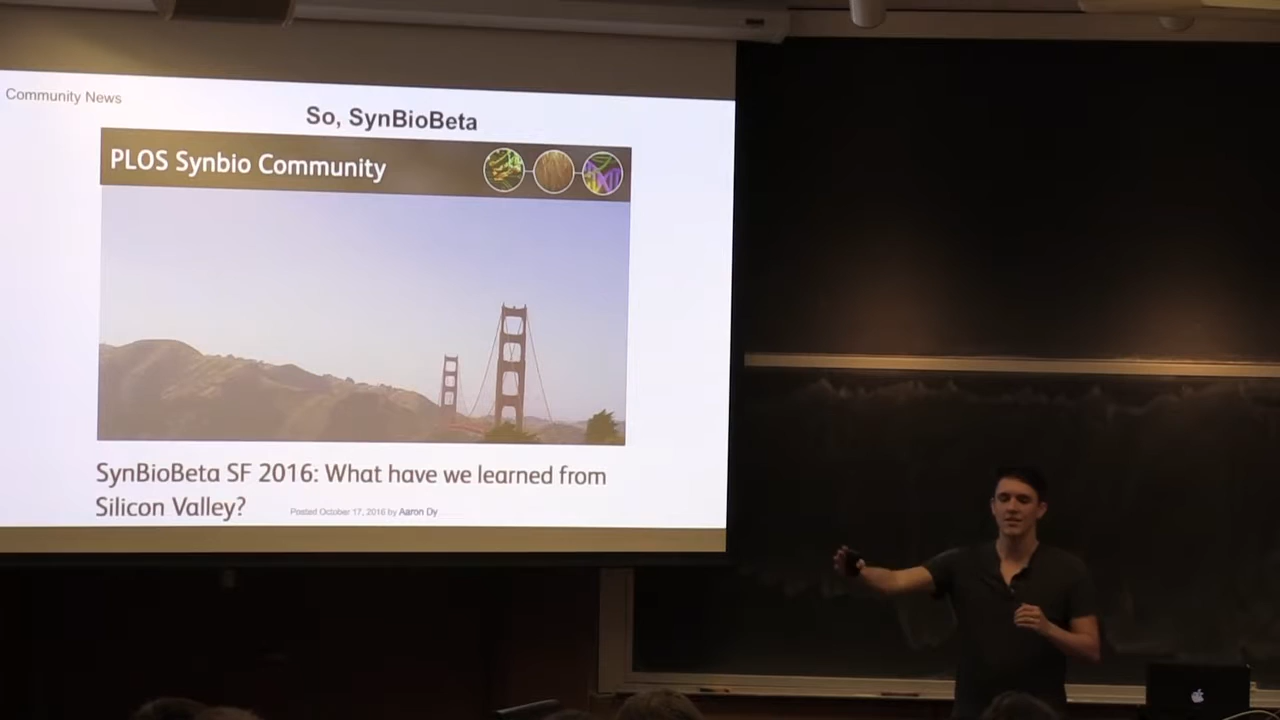 Community News
So, SynBioBeta
PLOS Synbio Community
SynBioBeta SF 2016: What have we learned from
Silicon Valley?
Posted October 17, 2016 by Aaron Dy